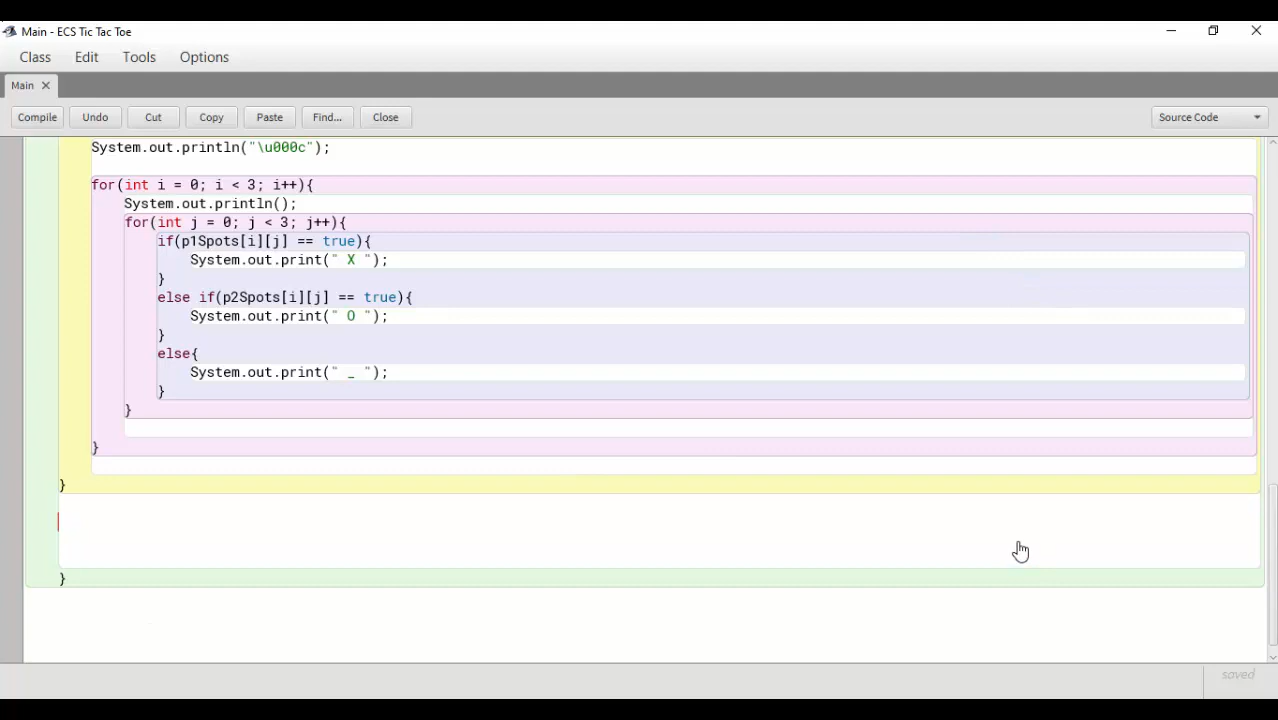 Main - ECS Tic Tac Toe
Class Edit Tools Options
Main
Compile Undo Cut Copy Paste Find... Close Source Code
System.out.println("\u000c");
for(int i = 0; i < 3; i++){
System.out.println();
for(int j = 0; j < 3; j++){
if(p1Spots[i][j] == true){
System.out.print(" X ");
}
else if(p2Spots[i][j] == true){
System.out.print(" O ");
}
else{
System.out.print(" _ ");
}
}
}
}
}
saved